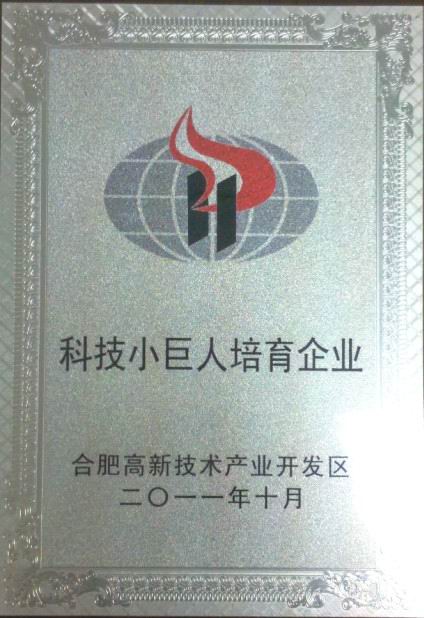 科技小巨人培育企业
合肥高新技术产业开发区
二〇一一年十月